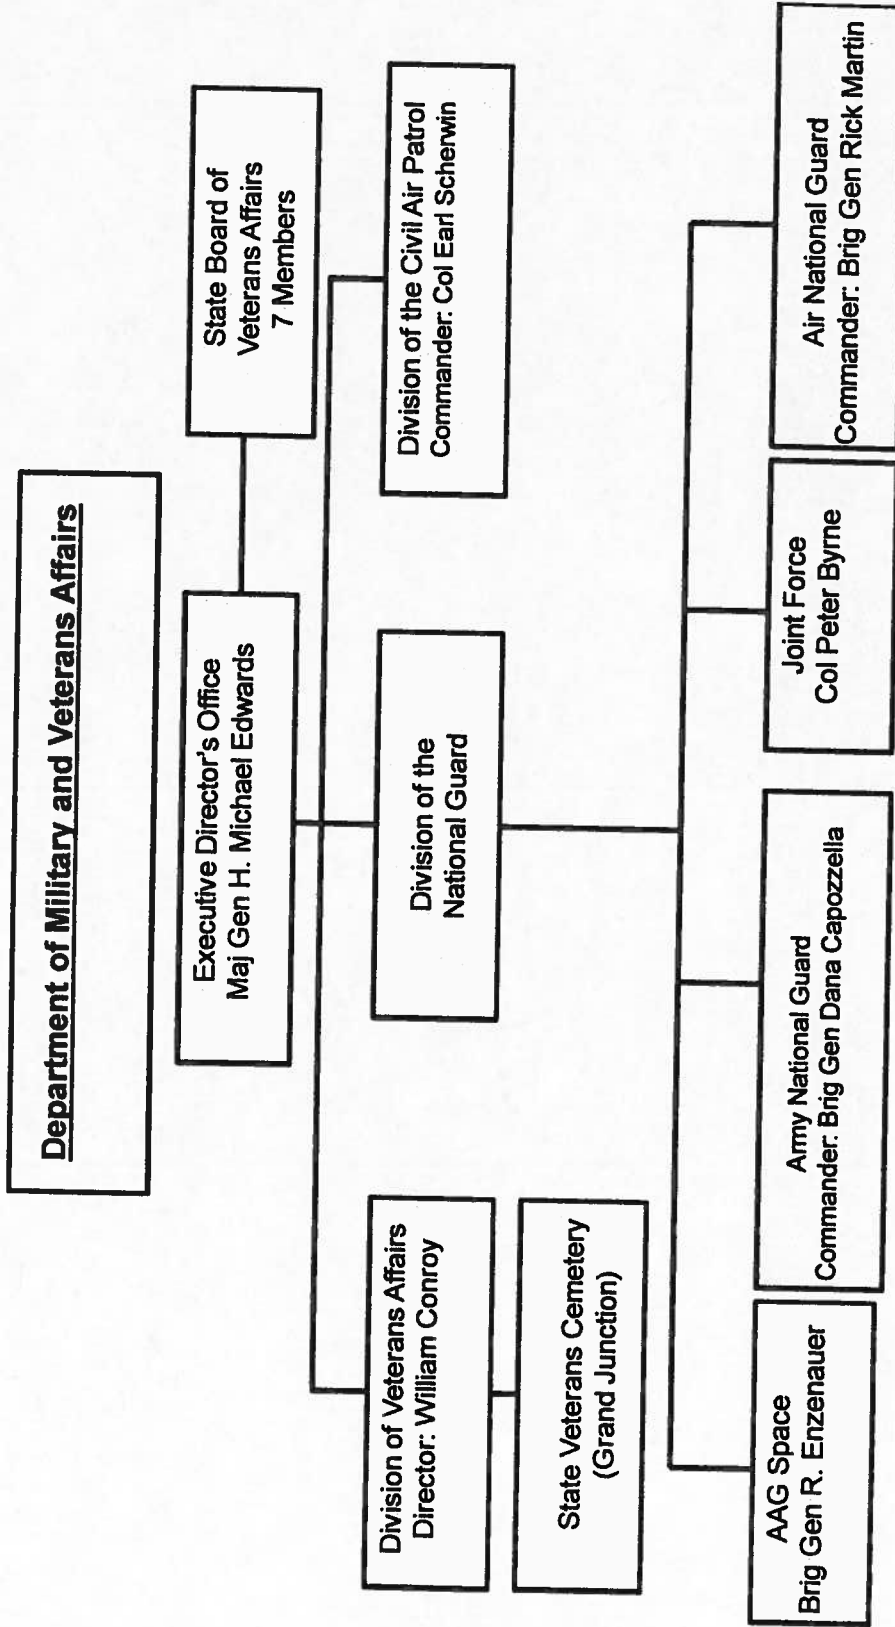 Department of Military and Veterans Affairs
Executive Director's Office
Maj Gen H. Michael Edwards
State Board of
Veterans Affairs
7 Members
Division of Veterans Affairs
Director: William Conroy
Division of the
National Guard
Division of the Civil Air Patrol
Commander: Col Earl Scherwin
State Veterans Cemetery
(Grand Junction)
AAG Space
Brig Gen R. Enzenauer
Army National Guard
Commander: Brig Gen Dana Capozzella
Joint Force
Col Peter Byrne
Air National Guard
Commander: Brig Gen Rick Martin